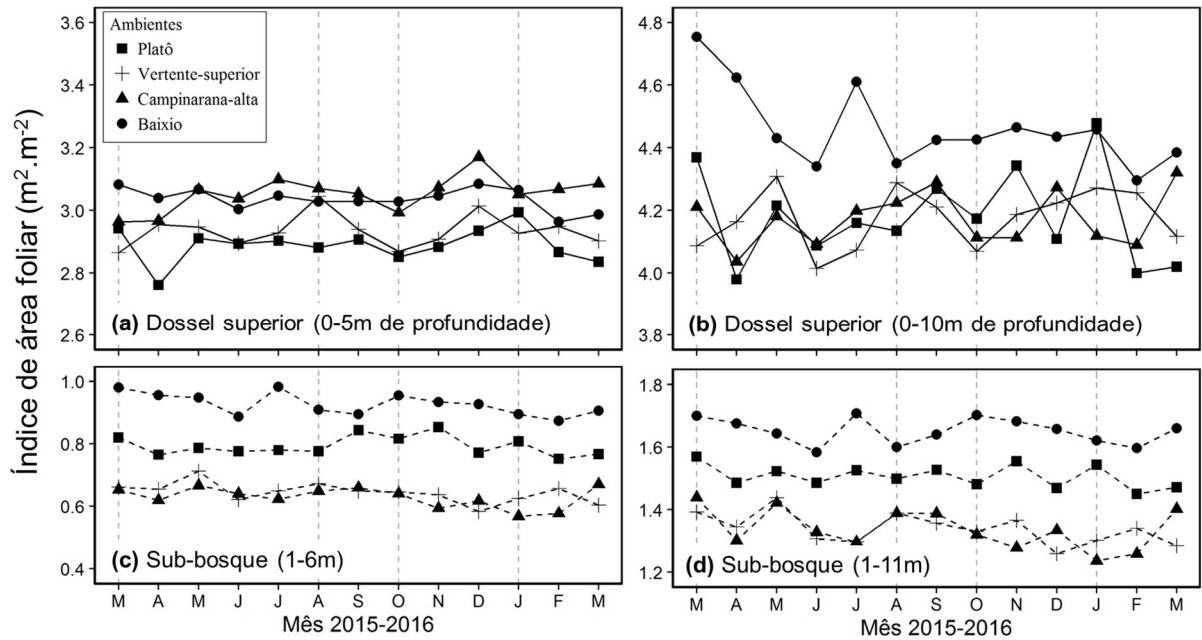 Índice de área foliar (m².m⁻²)
3.6
3.4
3.2
3.0
2.8
2.6
Ambientes
Platô
Vertente-superior
Campinarana-alta
Baixio
(a) Dossel superior (0-5m de profundidade)
M A M J J A S O N D J F M
4.8
4.6
4.4
4.2
4.0
3.8
(b) Dossel superior (0-10m de profundidade)
M A M J J A S O N D J F M
1.0
0.8
0.6
0.4
(c) Sub-bosque (1-6m)
M A M J J A S O N D J F M
Mês 2015-2016
1.8
1.6
1.4
1.2
(d) Sub-bosque (1-11m)
M A M J J A S O N D J F M
Mês 2015-2016